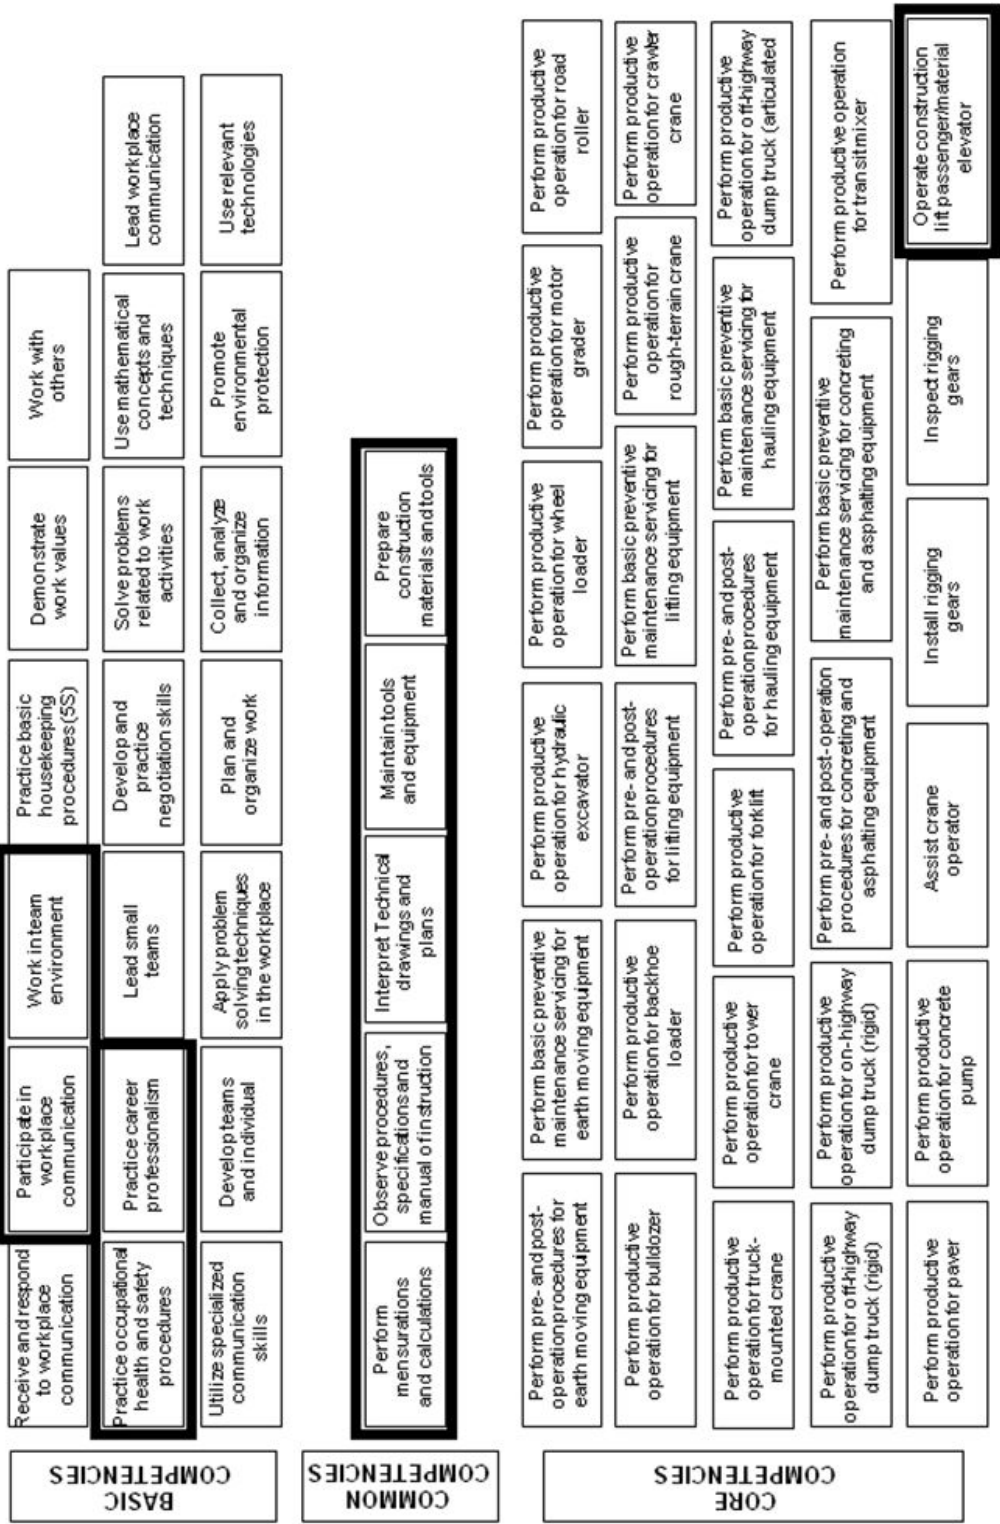 BASIC
COMPETENCIES
Receive and respond
to workplace
communication
Participate in
workplace
communication
Work in team
environment
Practice basic
housekeeping
procedures (5S)
Demonstrate
work values
Work with
others
Practice occupational
health and safety
procedures
Practice career
professionalism
Lead small
teams
Develop and
practice
negotiation skills
Solve problems
related to work
activities
Use mathematical
concepts and
techniques
Lead workplace
communication
Utilize specialized
communication
skills
Develop teams
and individual
Apply problem
solving techniques
in the workplace
Plan and
organize work
Collect, analyze
and organize
information
Promote
environmental
protection
Use relevant
technologies
COMMON
COMPETENCIES
Perform
mensurations
and calculations
Observe procedures,
specifications and
manual of instruction
Interpret Technical
drawings and
plans
Maintain tools
and equipment
Prepare
construction
materials and tools
CORE
COMPETENCIES
Perform pre- and post-
operation procedures for
earth moving equipment
Perform basic preventive
maintenance servicing for
earth moving equipment
Perform productive
operation for hydraulic
excavator
Perform productive
operation for wheel
loader
Perform productive
operation for motor
grader
Perform productive
operation for road
roller
Perform productive
operation for bulldozer
Perform productive
operation for backhoe
loader
Perform pre- and post-
operation procedures
for lifting equipment
Perform basic preventive
maintenance servicing for
lifting equipment
Perform productive
operation for
rough-terrain crane
Perform productive
operation for crawler
crane
Perform productive
operation for truck-
mounted crane
Perform productive
operation for tower
crane
Perform productive
operation for forklift
Perform pre- and post-
operation procedures
for hauling equipment
Perform basic preventive
maintenance servicing for
hauling equipment
Perform productive
operation for off-highway
dump truck (articulated
Perform productive
operation for off-highway
dump truck (rigid)
Perform productive
operation for on-highway
dump truck (rigid)
Perform pre- and post-operation
procedures for concreting and
asphalting equipment
Perform basic preventive
maintenance servicing for concreting
and asphalting equipment
Perform productive operation
for transit mixer
Perform productive
operation for paver
Perform productive
operation for concrete
pump
Assist crane
operator
Install rigging
gears
Inspect rigging
gears
Operate construction
lift passenger/material
elevator